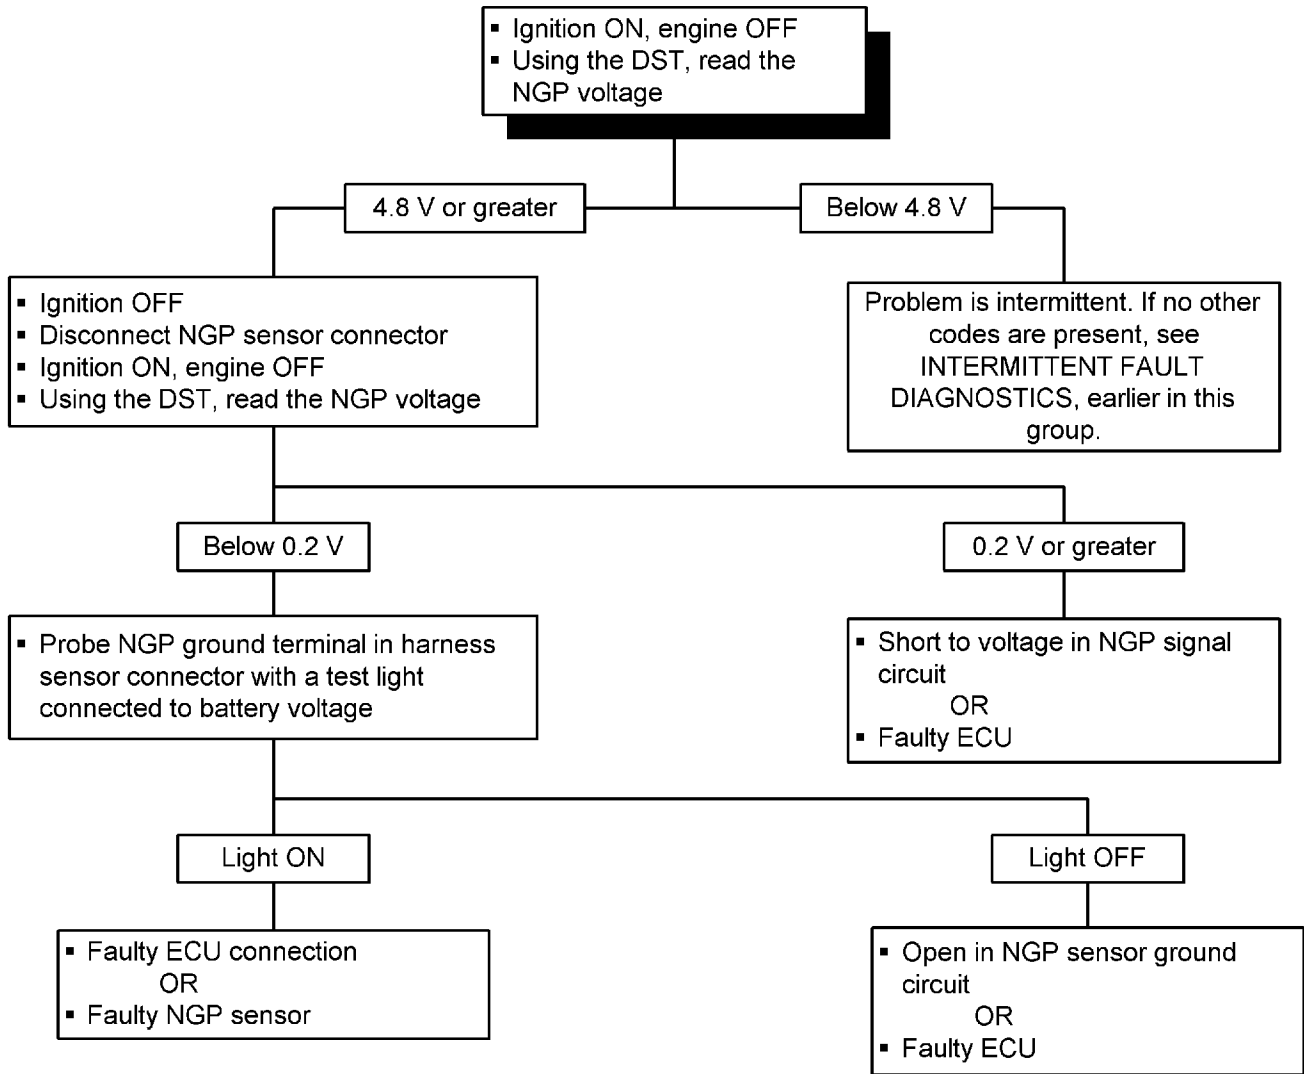 ▪ Ignition ON, engine OFF
▪ Using the DST, read the
NGP voltage
4.8 V or greater
Below 4.8 V
▪ Ignition OFF
▪ Disconnect NGP sensor connector
▪ Ignition ON, engine OFF
▪ Using the DST, read the NGP voltage
Problem is intermittent. If no other
codes are present, see
INTERMITTENT FAULT
DIAGNOSTICS, earlier in this
group.
Below 0.2 V
0.2 V or greater
▪ Probe NGP ground terminal in harness
sensor connector with a test light
connected to battery voltage
▪ Short to voltage in NGP signal
circuit
OR
▪ Faulty ECU
Light ON
Light OFF
▪ Faulty ECU connection
OR
▪ Faulty NGP sensor
▪ Open in NGP sensor ground
circuit
OR
▪ Faulty ECU